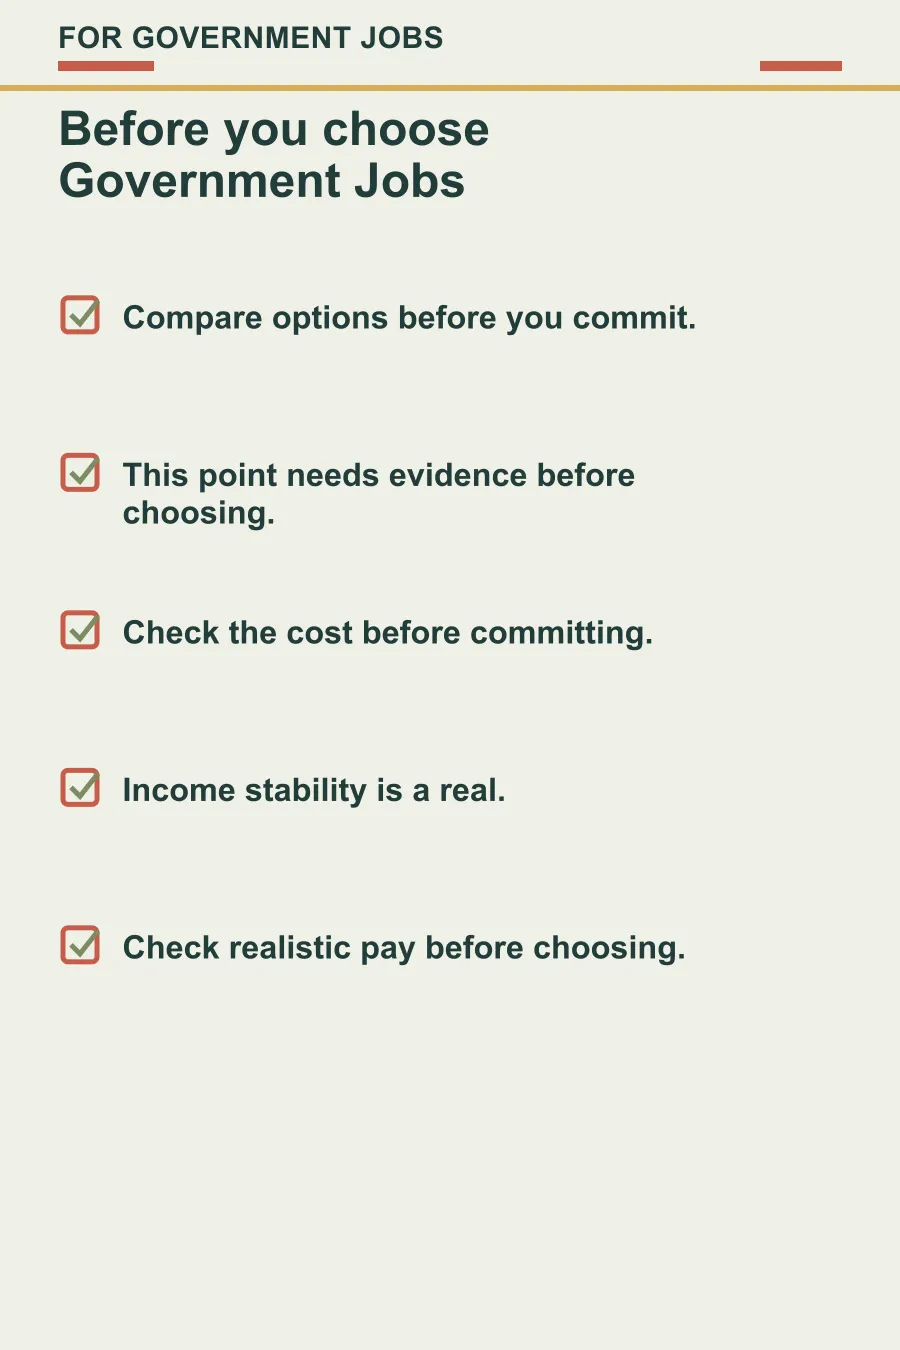 FOR GOVERNMENT JOBS
Before you choose
Government Jobs
Compare options before you commit.
This point needs evidence before
choosing.
Check the cost before committing.
Income stability is a real.
Check realistic pay before choosing.